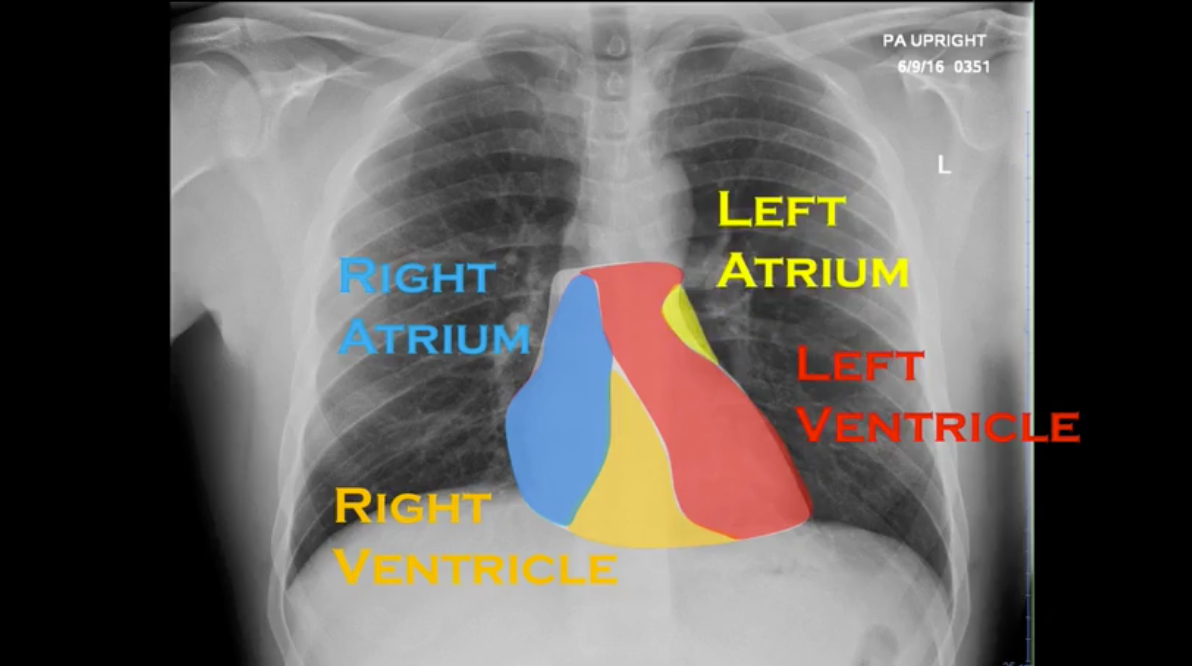 PA UPRIGHT
6/9/16 0351
L
LEFT
ATRIUM
RIGHT
ATRIUM
LEFT
VENTRICLE
RIGHT
VENTRICLE